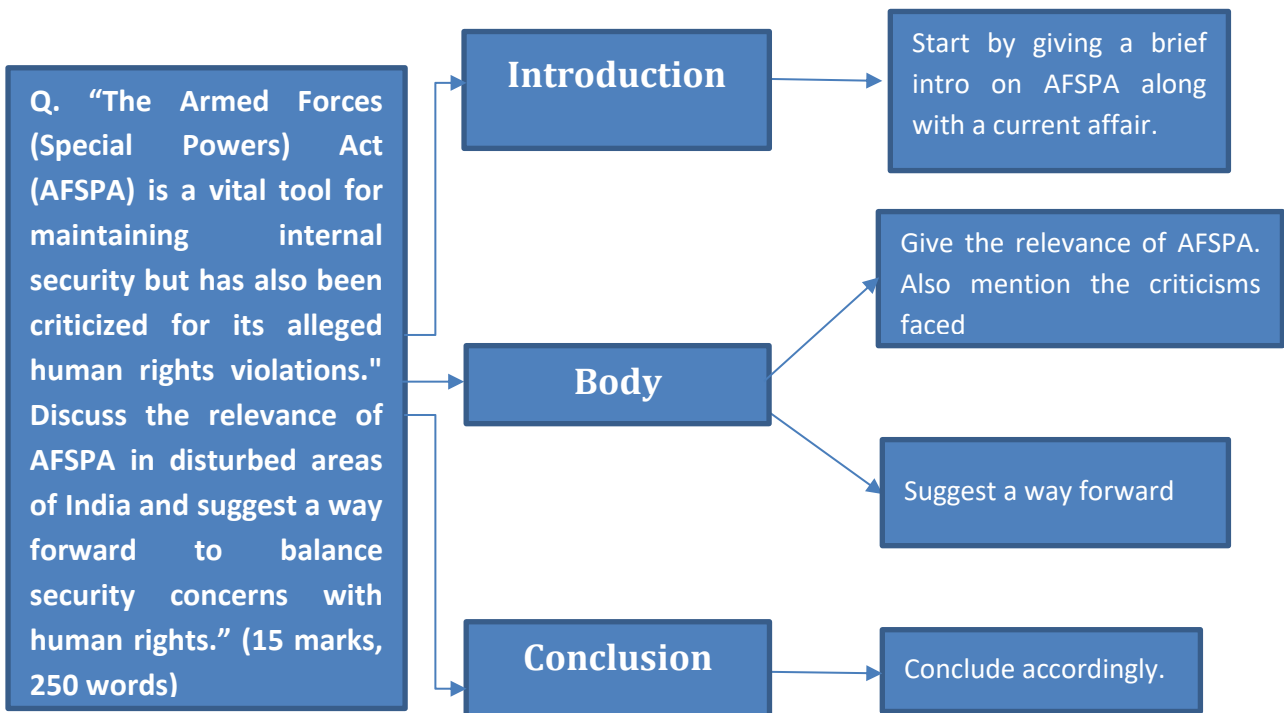 Q. “The Armed Forces
(Special Powers) Act
(AFSPA) is a vital tool for
maintaining internal
security but has also been
criticized for its alleged
human rights violations."
Discuss the relevance of
AFSPA in disturbed areas
of India and suggest a way
forward to balance
security concerns with
human rights.” (15 marks,
250 words)
Introduction
Start by giving a brief
intro on AFSPA along
with a current affair.
Body
Give the relevance of AFSPA.
Also mention the criticisms
faced
Suggest a way forward
Conclusion
Conclude accordingly.